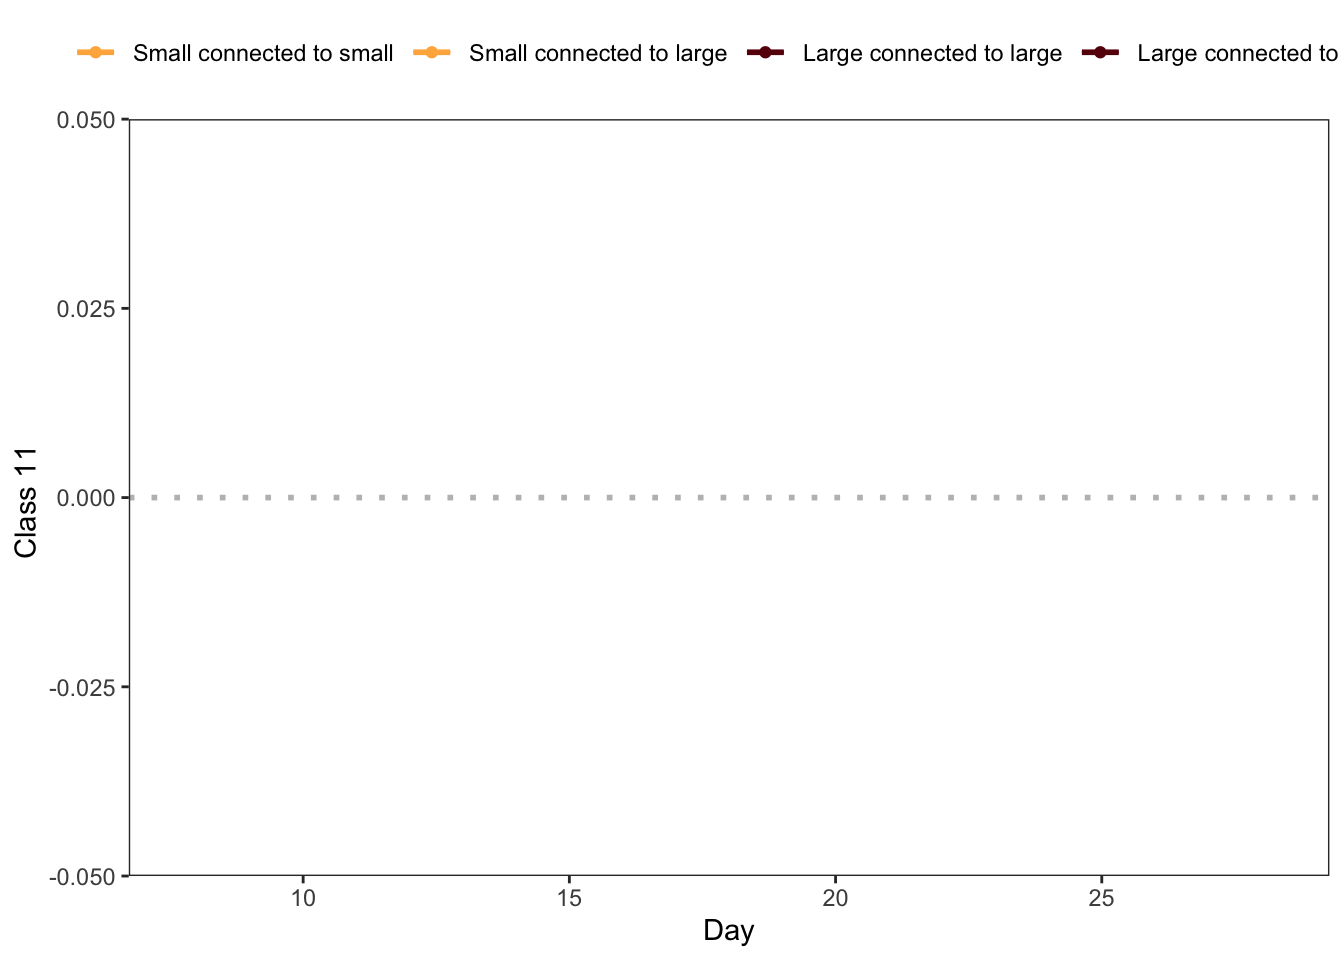 Small connected to small Small connected to large Large connected to large Large connected to
0.050
0.025
0.000
-0.025
-0.050
Class 11
10 15 20 25
Day